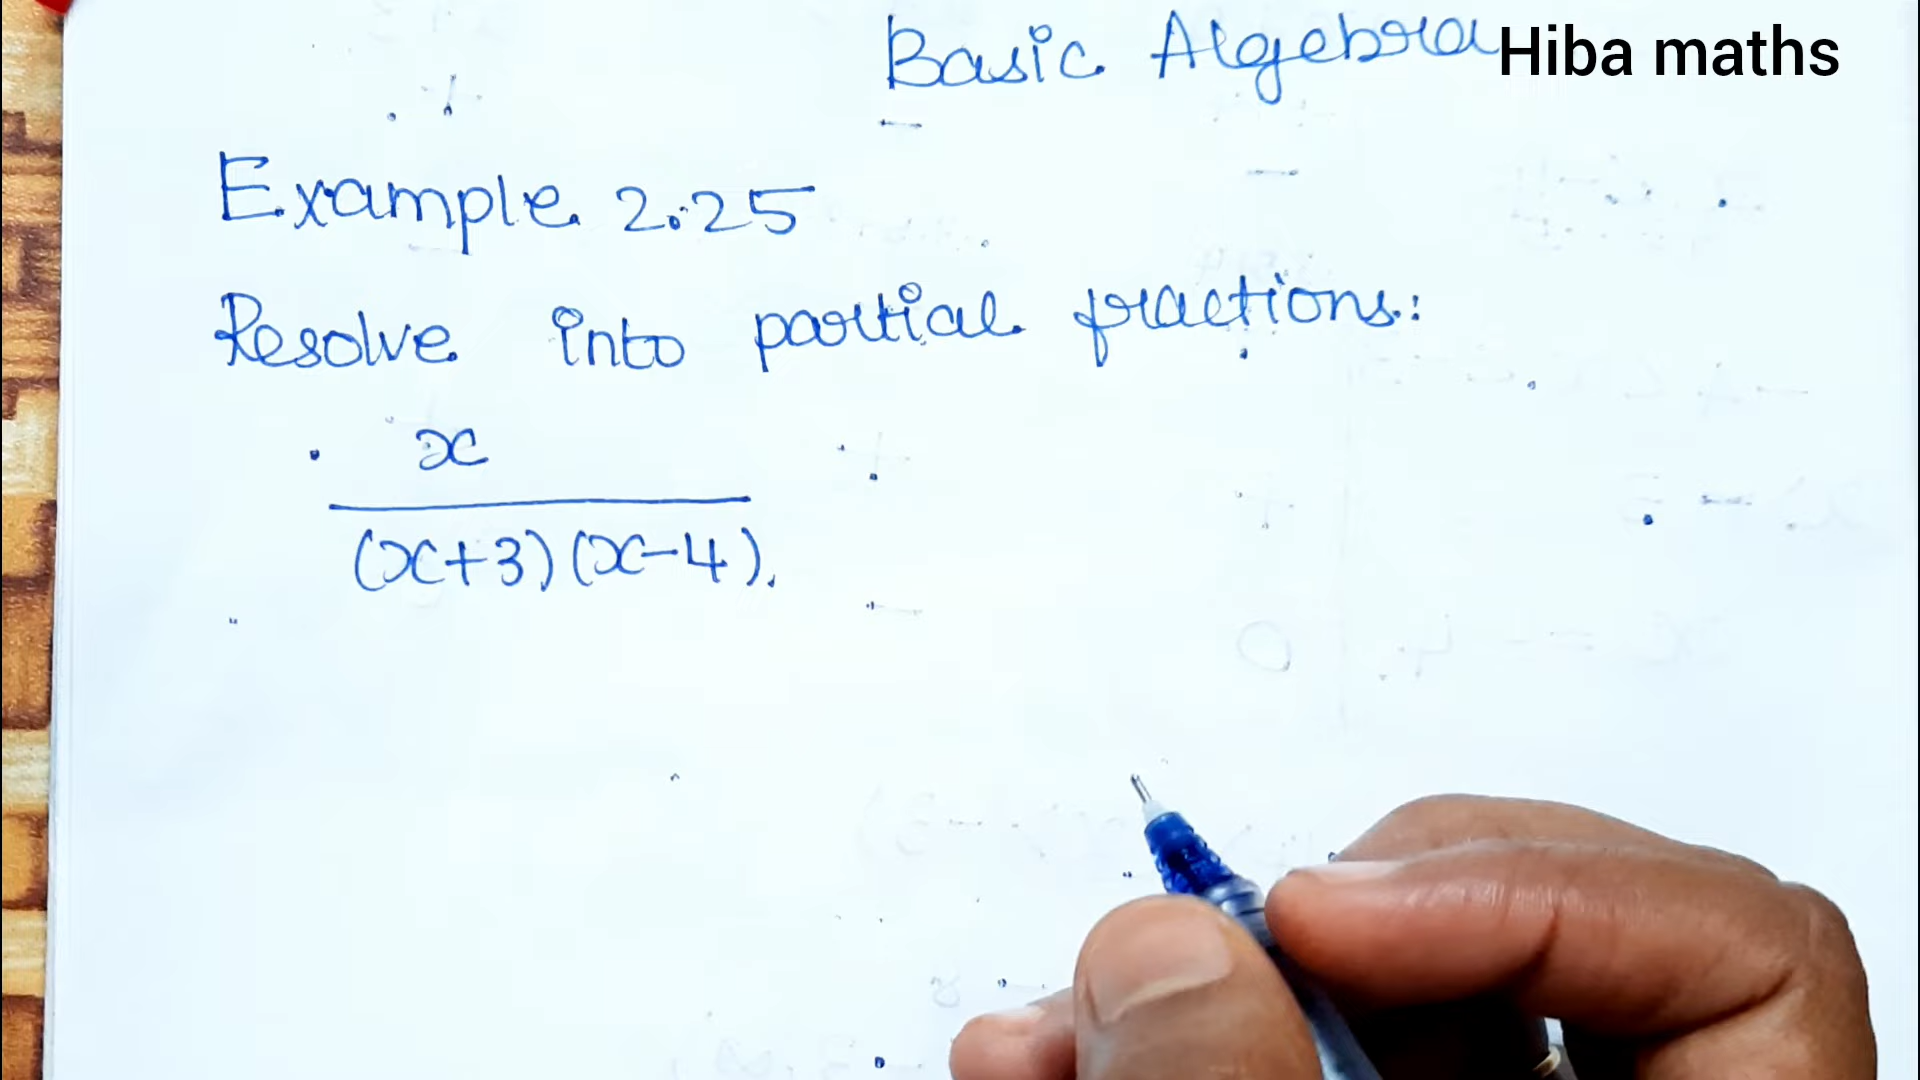 Basic Algebra Hiba maths
Example 2.25
Resolve into partial fractions:
x
(x+3)(x-4).